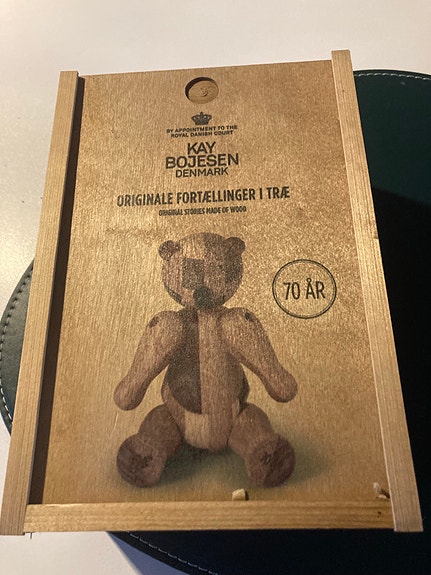 BY APPOINTMENT TO THE
ROYAL DANISH COURT
KAY
BOJESEN
DENMARK
ORIGINALE FORTÆLLINGER I TRÆ
ORIGINAL STORIES MADE OF WOOD
70 ÅR